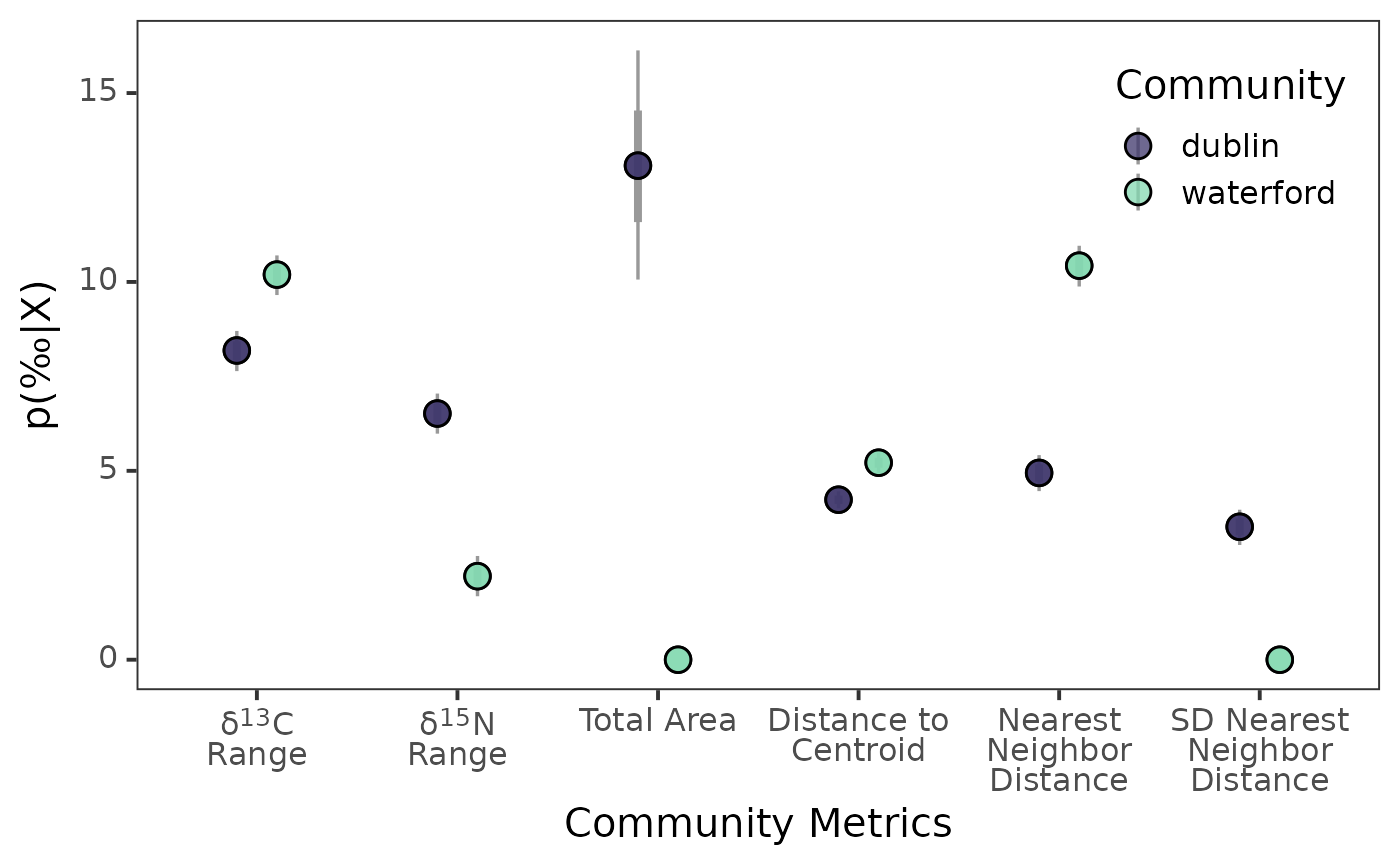 Community
dublin
waterford
p(‰|X)
15
10
5
0
δ¹³C
Range
δ¹⁵N
Range
Total Area
Distance to
Centroid
Nearest
Neighbor
Distance
SD Nearest
Neighbor
Distance
Community Metrics